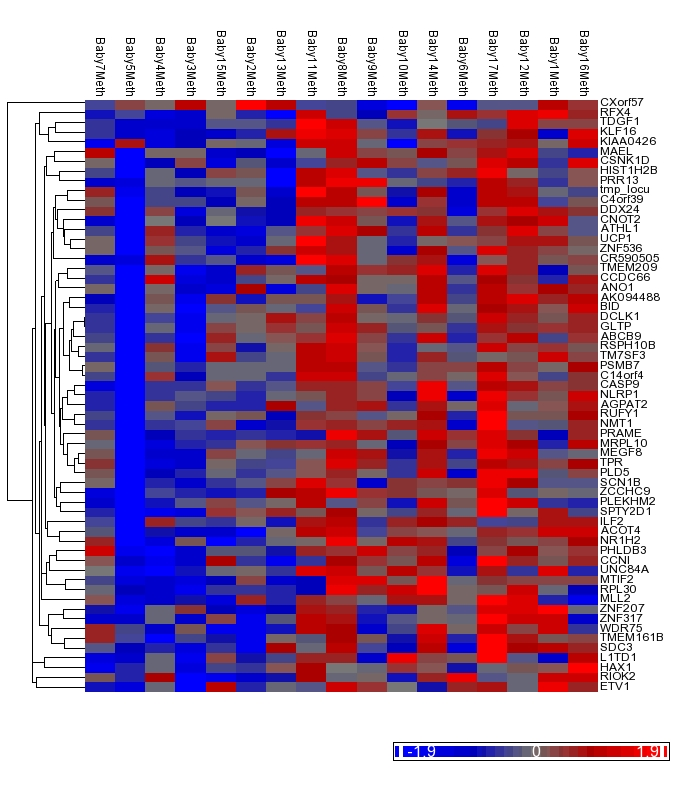 Baby7Meth
Baby5Meth
Baby4Meth
Baby3Meth
Baby15Meth
Baby2Meth
Baby13Meth
Baby11Meth
Baby8Meth
Baby9Meth
Baby10Meth
Baby14Meth
Baby6Meth
Baby17Meth
Baby12Meth
Baby1Meth
Baby16Meth
CXorf57
RFX4
TDGF1
KLF16
KIAA0426
MAEL
CSNK1D
HIST1H2B
PRR13
tmp_locu
C4orf39
DDX24
CNOT2
ATHL1
UCP1
ZNF536
CR590505
TMEM209
CCDC66
ANO1
AK094488
BID
DCLK1
GLTP
ABCB9
RSPH10B
TM7SF3
PSMB7
C14orf4
CASP9
NLRP1
AGPAT2
RUFY1
NMT1
PRAME
MRPL10
MEGF8
TPR
PLD5
SCN1B
ZCCHC9
PLEKHM2
SPTY2D1
ILF2
ACOT4
NR1H2
PHLDB3
CCNI
UNC84A
MTIF2
RPL30
MLL2
ZNF207
ZNF317
WDR75
TMEM161B
SDC3
L1TD1
HAX1
RIOK2
ETV1
-1.9 0 1.9